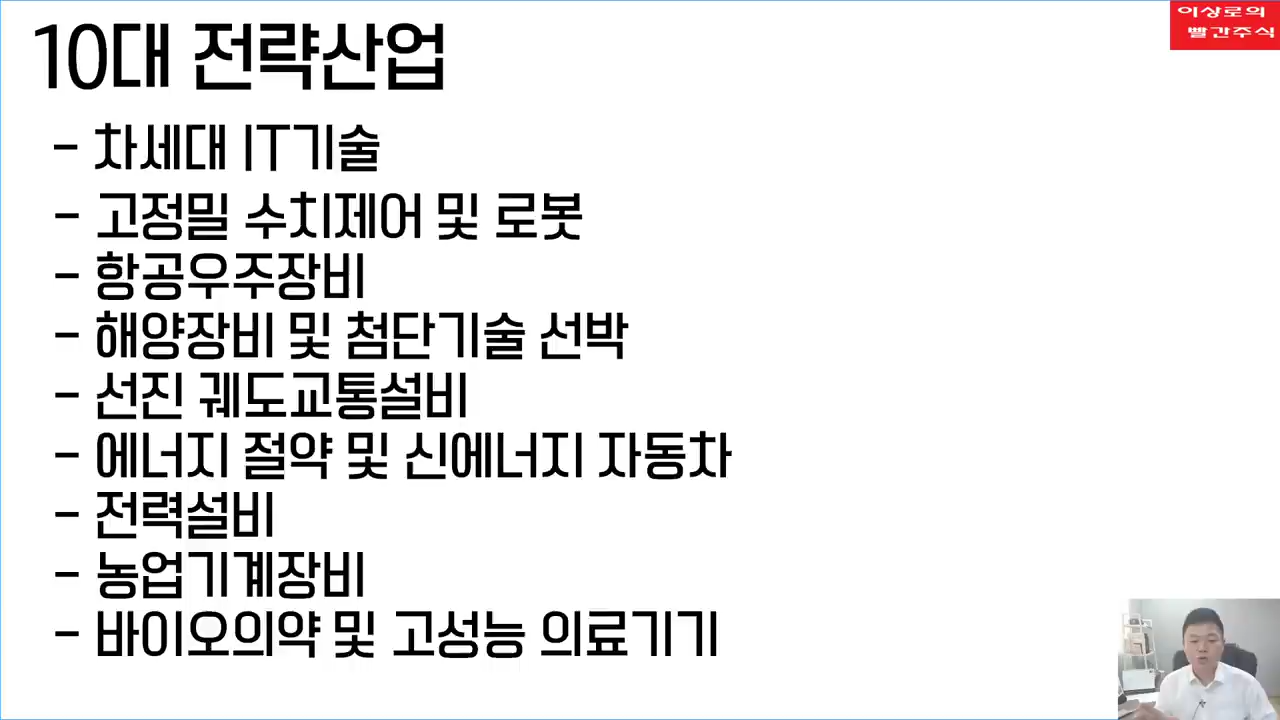 10대 전략산업
이상로의
빨간주식
- 차세대 IT기술
- 고정밀 수치제어 및 로봇
- 항공우주장비
- 해양장비 및 첨단기술 선박
- 선진 궤도교통설비
- 에너지 절약 및 신에너지 자동차
- 전력설비
- 농업기계장비
- 바이오의약 및 고성능 의료기기